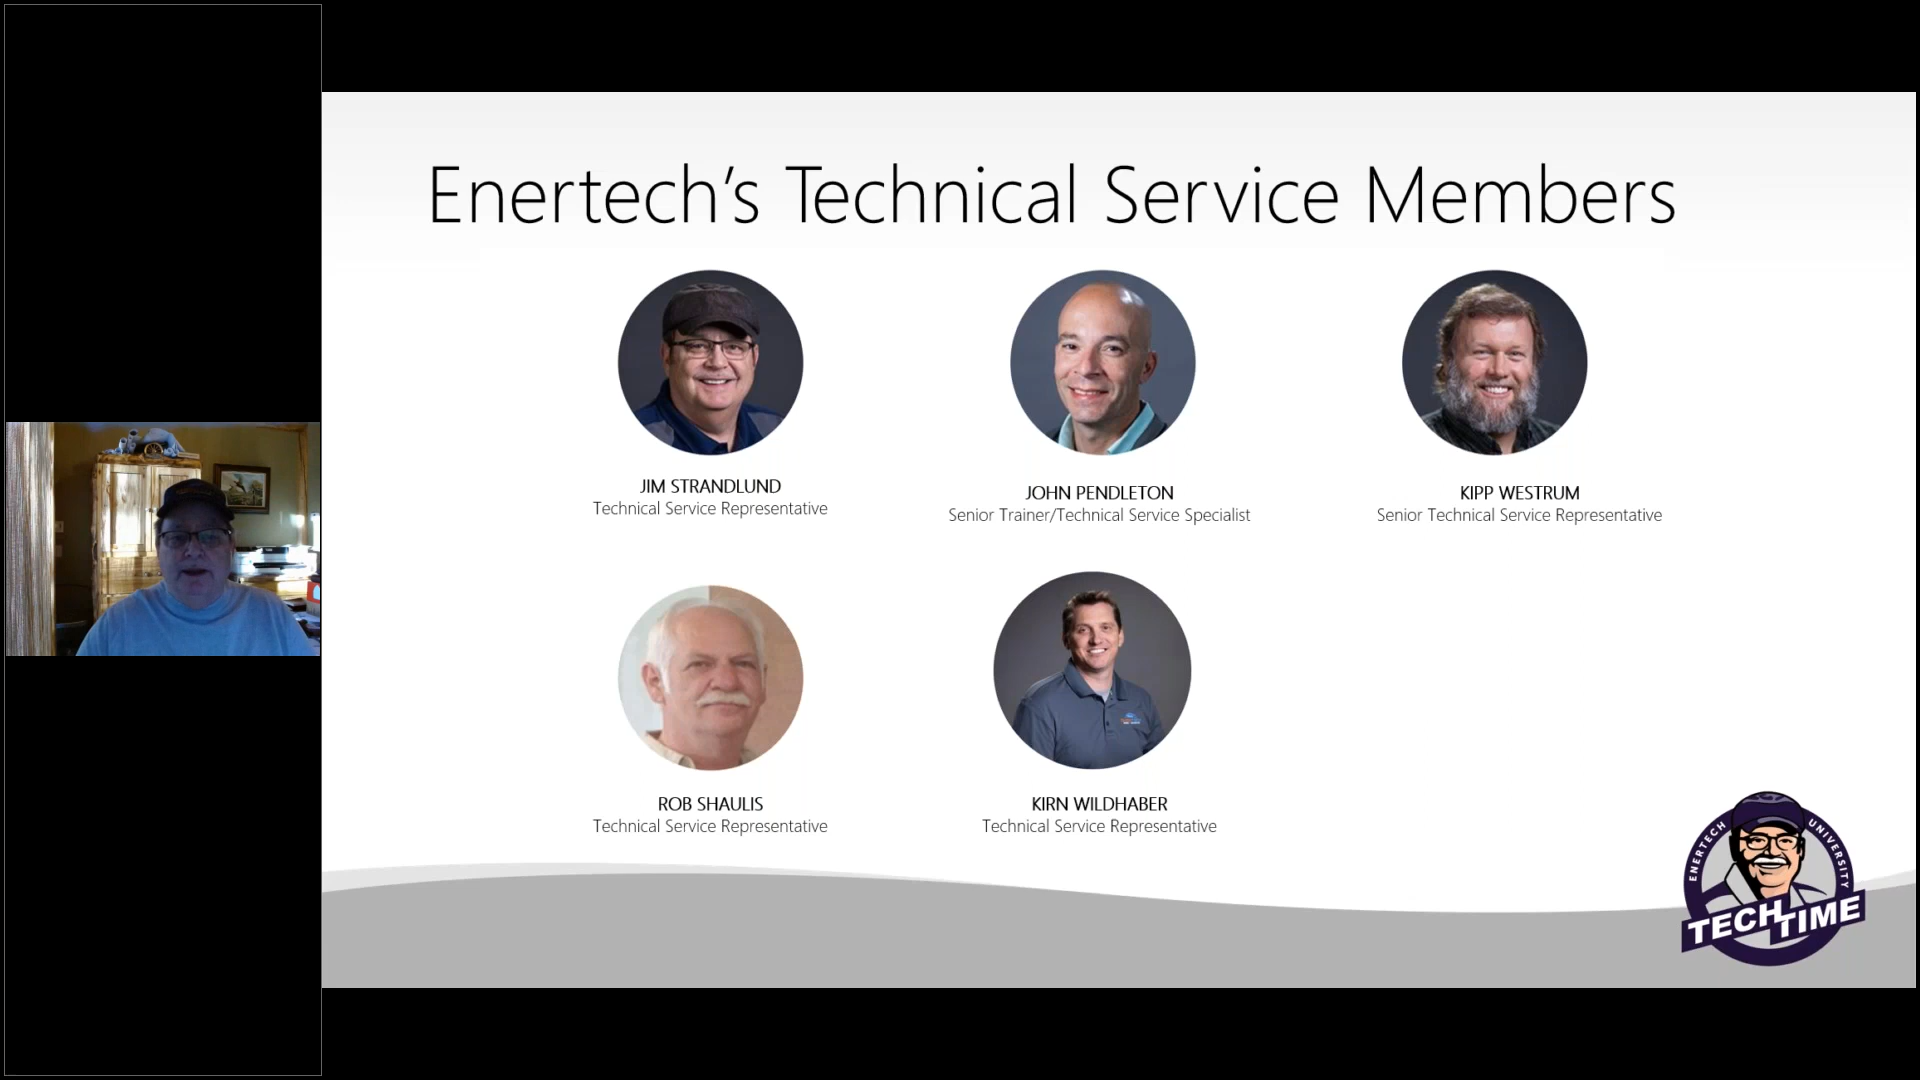 Enertech’s Technical Service Members
JIM STRANDLUND
Technical Service Representative
JOHN PENDLETON
Senior Trainer/Technical Service Specialist
KIPP WESTRUM
Senior Technical Service Representative
ROB SHAULIS
Technical Service Representative
KIRN WILDHABER
Technical Service Representative
ENERTECH UNIVERSITY
TECH TIME